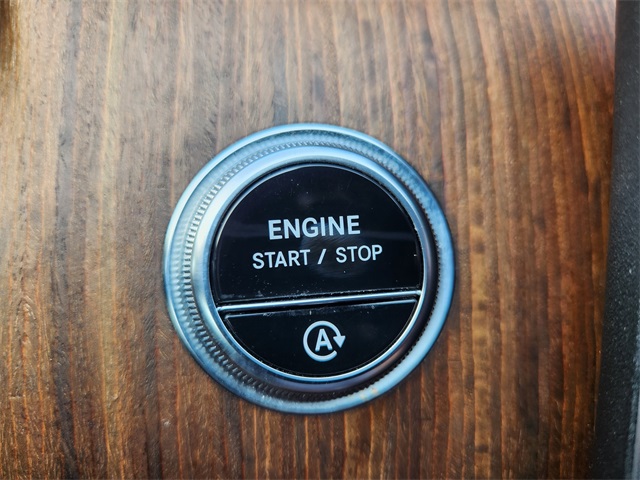 ENGINE
START / STOP
A